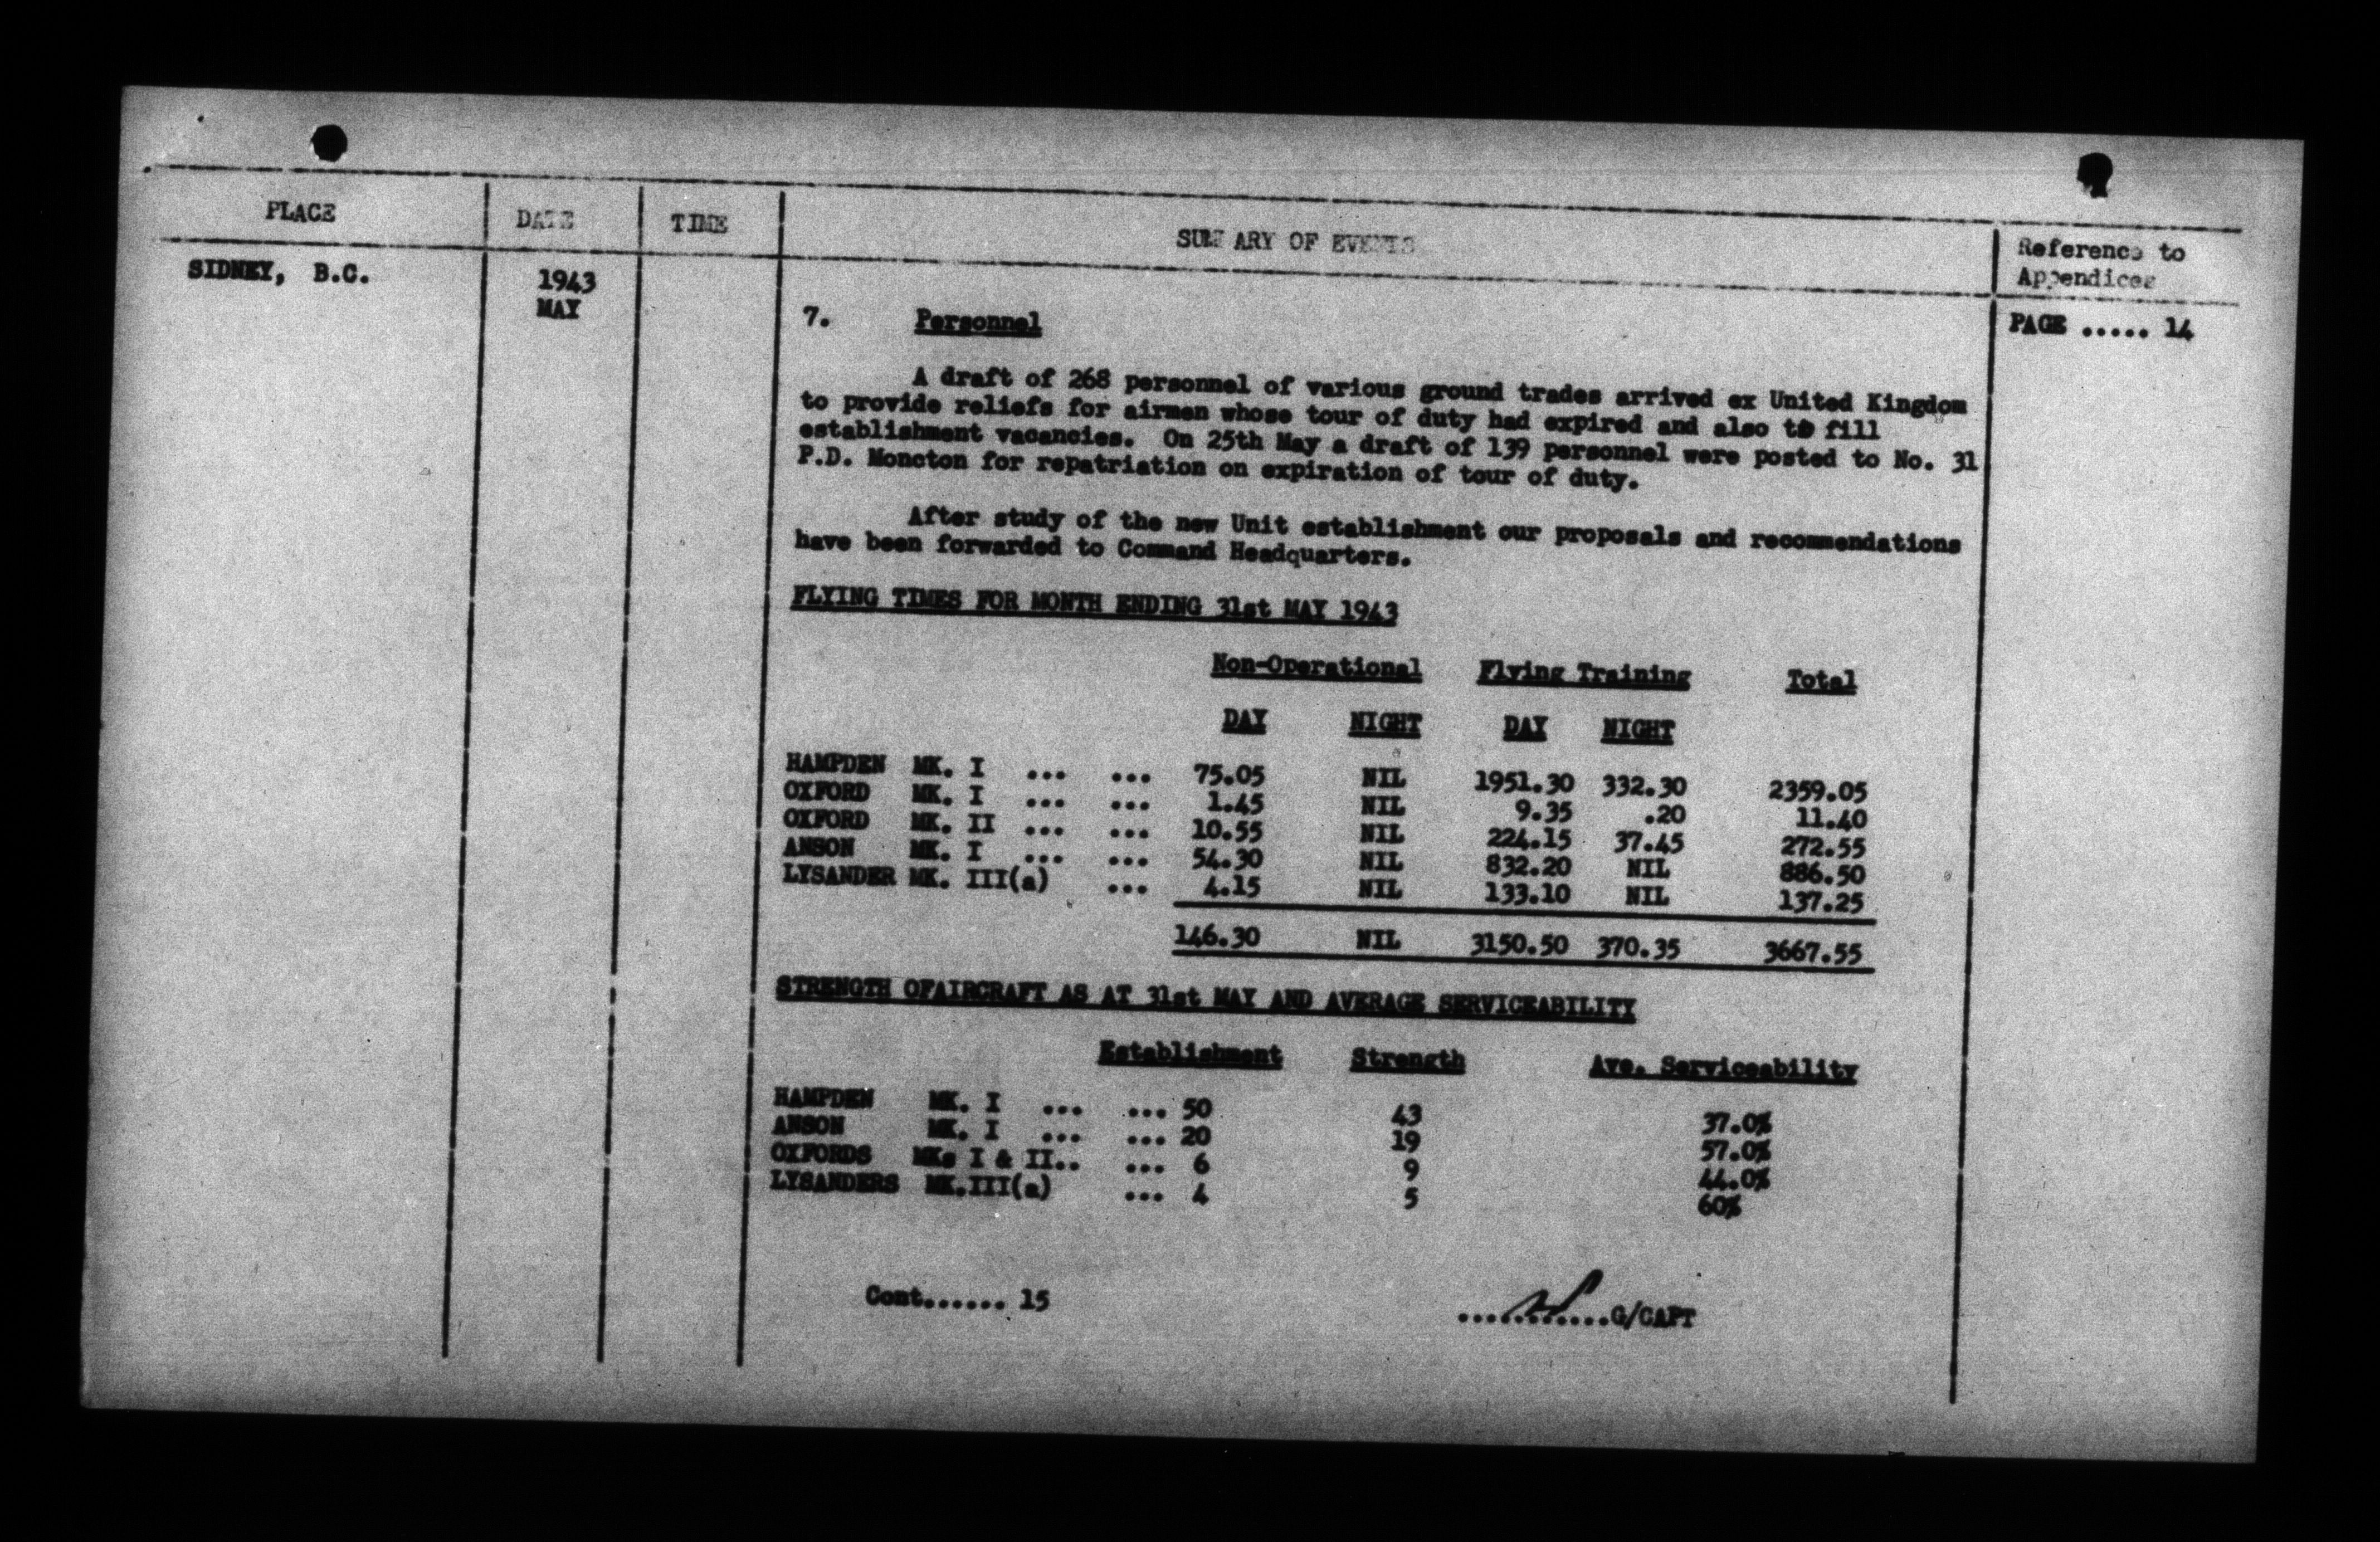 PLACE DATE TIME SUMMARY OF EVENTS Reference to
Appendices
SIDNEY, B.C. 1943
MAY
PAGE ..... 14
7. Personnel
A draft of 268 personnel of various ground trades arrived ex United Kingdom
to provide reliefs for airmen whose tour of duty had expired and also to fill
establishment vacancies. On 25th May a draft of 139 personnel were posted to No. 31
P.D. Moncton for repatriation on expiration of tour of duty.
After study of the new Unit establishment our proposals and recommendations
have been forwarded to Command Headquarters.
FLYING TIMES FOR MONTH ENDING 31st MAY 1943
Non-Operational Flying Training Total
DAY NIGHT DAY NIGHT
HAMPDEN MK. I ... ... 75.05 NIL 1951.30 332.30 2359.05
OXFORD MK. I ... ... 1.45 NIL 9.35 .20 11.40
OXFORD MK. II ... ... 10.55 NIL 224.15 37.45 272.55
ANSON MK. I ... ... 54.30 NIL 832.20 NIL 886.50
LYSANDER MK. III(a) ... 4.15 NIL 133.10 NIL 137.25
146.30 NIL 3150.50 370.35 3667.55
STRENGTH OFAIRCRAFT AS AT 31st MAY AND AVERAGE SERVICEABILITY
Establishment Strength Ave. Serviceability
HAMPDEN MK. I ... ... 50 43 37.0%
ANSON MK. I ... ... 20 19 57.0%
OXFORDS MKs I & II.. ... 6 9 44.0%
LYSANDERS MK.III(a) ... 4 5 60%
Cont...... 15
...........G/CAPT